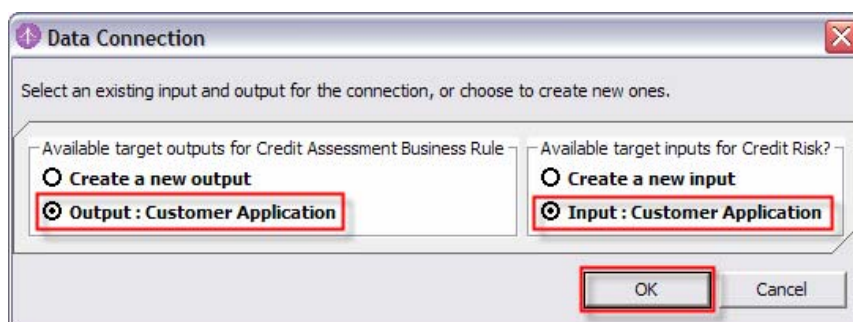 Data Connection
Select an existing input and output for the connection, or choose to create new ones.
Available target outputs for Credit Assessment Business Rule
Create a new output
Output : Customer Application
Available target inputs for Credit Risk?
Create a new input
Input : Customer Application
OK
Cancel